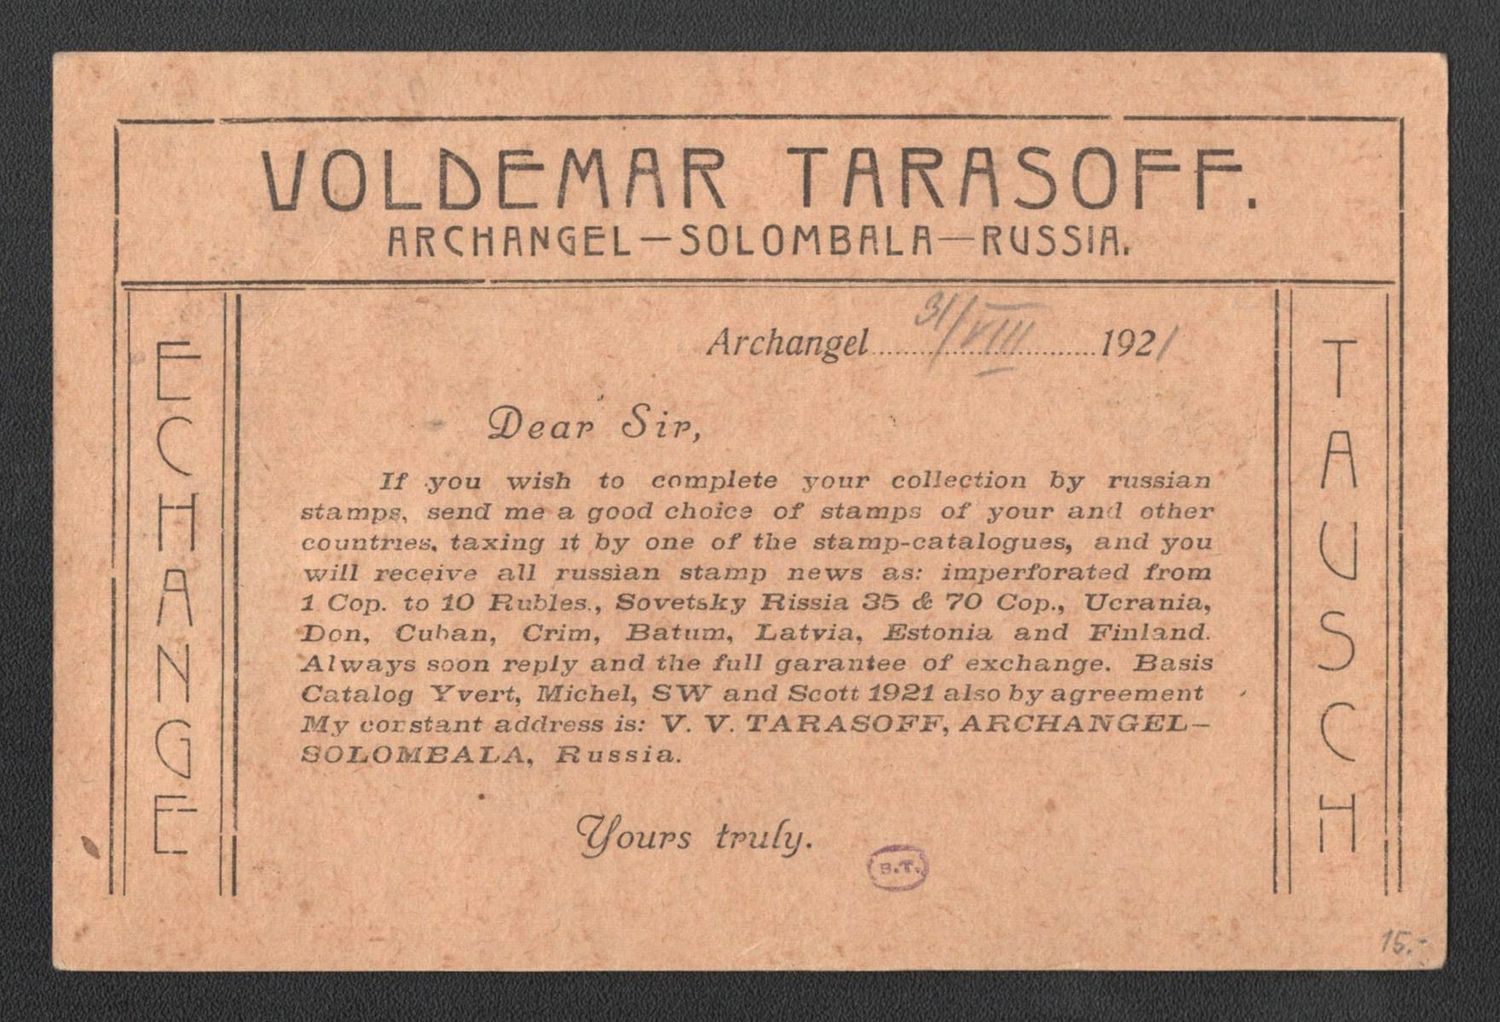 VOLDEMAR TARASOFF.
ARCHANGEL—SOLOMBALA—RUSSIA.
ECHANGE
Archangel 31/VIII 1921
Dear Sir,
If you wish to complete your collection by russian
stamps, send me a good choice of stamps of your and other
countries, taxing it by one of the stamp-catalogues, and you
will receive all russian stamp news as: imperforated from
1 Cop. to 10 Rubles., Sovetsky Rissia 35 & 70 Cop., Ucrania,
Don, Cuban, Crim, Batum, Latvia, Estonia and Finland.
Always soon reply and the full garantee of exchange. Basis
Catalog Yvert, Michel, SW and Scott 1921 also by agreement
My constant address is: V. V. TARASOFF, ARCHANGEL—
SOLOMBALA, Russia.
Yours truly.
B.T.
TAUSCH
15.-